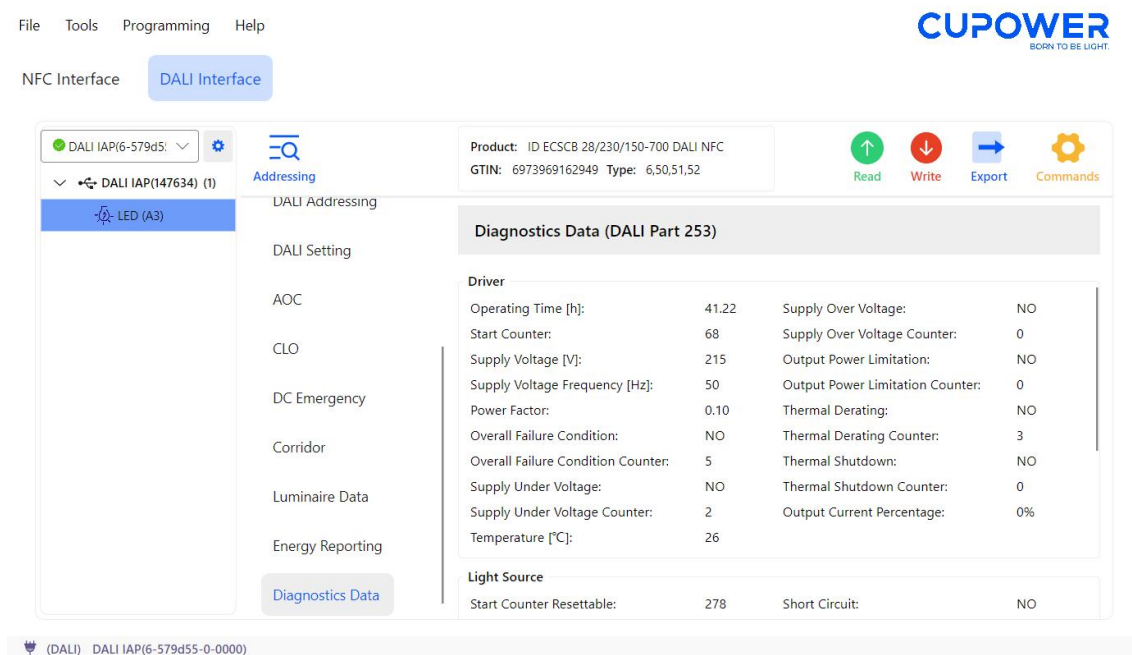 File Tools Programming Help
CUPOWER
BORN TO BE LIGHT.
NFC Interface DALI Interface
DALI IAP(6-579d5
DALI IAP(147634) (1)
LED (A3)
Addressing
Product: ID ECSCB 28/230/150-700 DALI NFC
GTIN: 6973969162949 Type: 6,50,51,52
Read Write Export Commands
DALI Addressing
DALI Setting
AOC
CLO
DC Emergency
Corridor
Luminaire Data
Energy Reporting
Diagnostics Data
Diagnostics Data (DALI Part 253)
Driver
Operating Time [h]: 41.22 Supply Over Voltage: NO
Start Counter: 68 Supply Over Voltage Counter: 0
Supply Voltage [V]: 215 Output Power Limitation: NO
Supply Voltage Frequency [Hz]: 50 Output Power Limitation Counter: 0
Power Factor: 0.10 Thermal Derating: NO
Overall Failure Condition: NO Thermal Derating Counter: 3
Overall Failure Condition Counter: 5 Thermal Shutdown: NO
Supply Under Voltage: NO Thermal Shutdown Counter: 0
Supply Under Voltage Counter: 2 Output Current Percentage: 0%
Temperature [℃]: 26
Light Source
Start Counter Resettable: 278 Short Circuit: NO
(DALI) DALI IAP(6-579d55-0-0000)